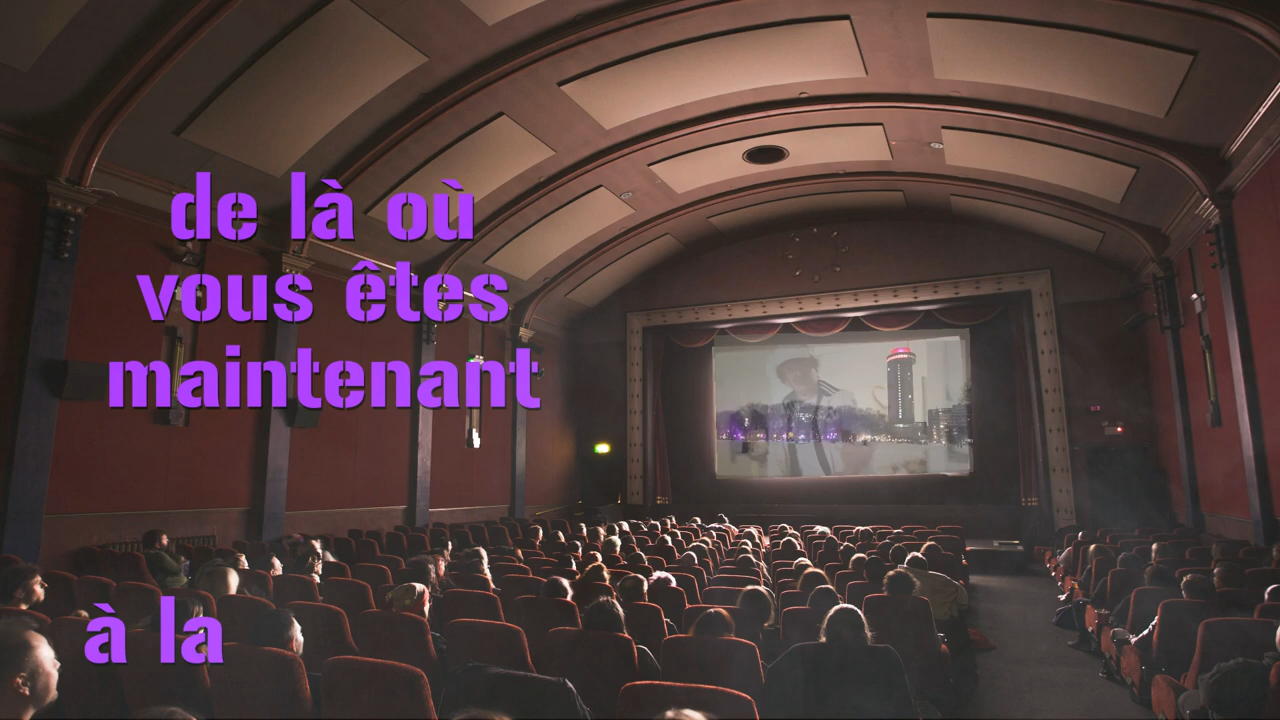 de là où
vous êtes
maintenant
à la